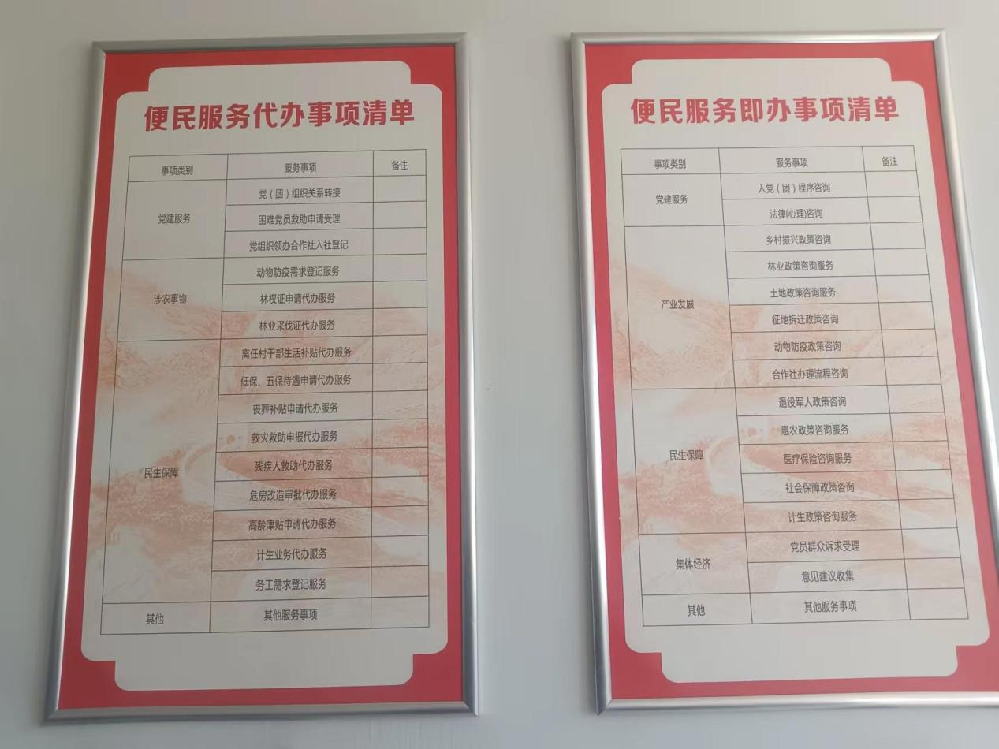 便民服务代办事项清单
事项类别 服务事项 备注
党建服务 党（团）组织关系转接
困难党员救助申请受理
党组织领办合作社入社登记
涉农事物 动物防疫需求登记服务
林权证申请代办服务
林业采伐证代办服务
民生保障 离任村干部生活补贴代办服务
低保、五保待遇申请代办服务
丧葬补贴申请代办服务
救灾救助申报代办服务
残疾人救助代办服务
危房改造审批代办服务
高龄津贴申请代办服务
计生业务代办服务
务工需求登记服务
其他 其他服务事项
便民服务即办事项清单
事项类别 服务事项 备注
党建服务 入党（团）程序咨询
法律(心理)咨询
产业发展 乡村振兴政策咨询
林业政策咨询服务
土地政策咨询服务
征地拆迁政策咨询
动物防疫政策咨询
合作社办理流程咨询
民生保障 退役军人政策咨询
惠农政策咨询服务
医疗保险咨询服务
社会保障政策咨询
计生政策咨询服务
集体经济 党员群众诉求受理
意见建议收集
其他 其他服务事项